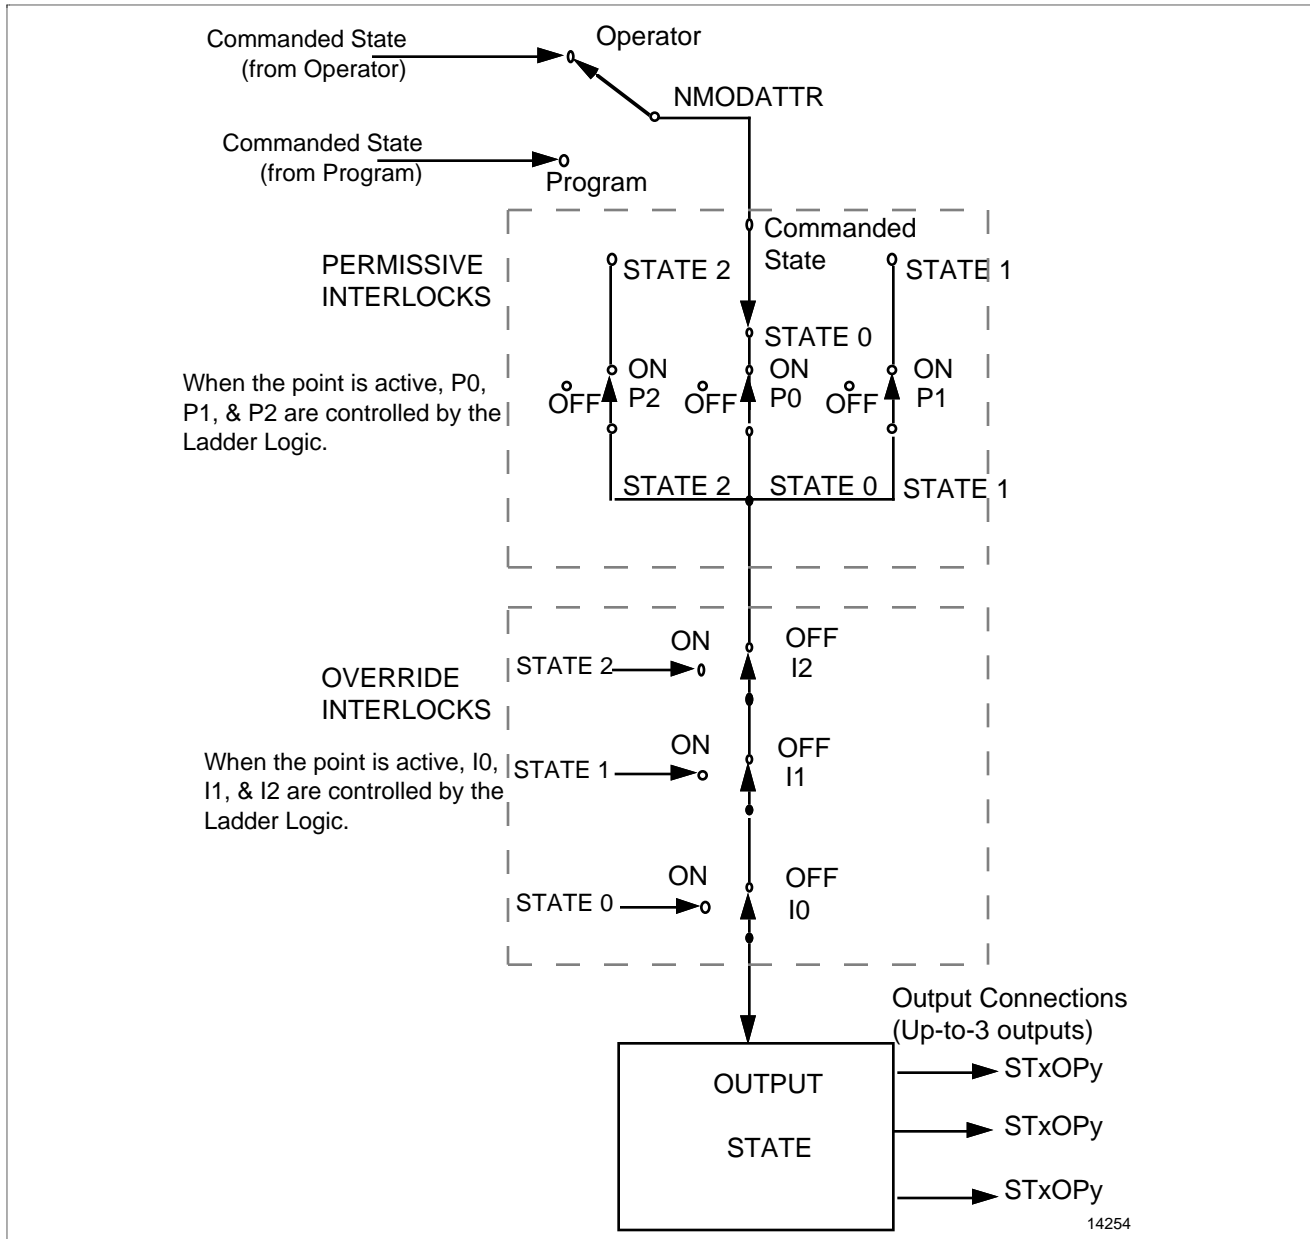 Commanded State
(from Operator)
Operator
NMODATTR
Commanded State
(from Program)
Program
PERMISSIVE
INTERLOCKS
Commanded
State
STATE 2
STATE 1
STATE 0
When the point is active, P0,
P1, & P2 are controlled by the
Ladder Logic.
OFF
ON
P2
OFF
ON
P0
OFF
ON
P1
STATE 2
STATE 0
STATE 1
OVERRIDE
INTERLOCKS
STATE 2
ON
OFF
I2
When the point is active, I0,
I1, & I2 are controlled by the
Ladder Logic.
STATE 1
ON
OFF
I1
STATE 0
ON
OFF
I0
Output Connections
(Up-to-3 outputs)
OUTPUT
STATE
STxOPy
STxOPy
STxOPy
14254